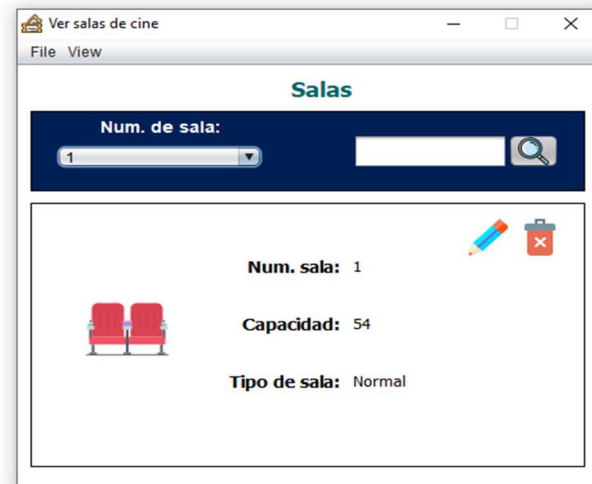 Ver salas de cine
File View
Salas
Num. de sala:
1
Num. sala: 1
Capacidad: 54
Tipo de sala: Normal